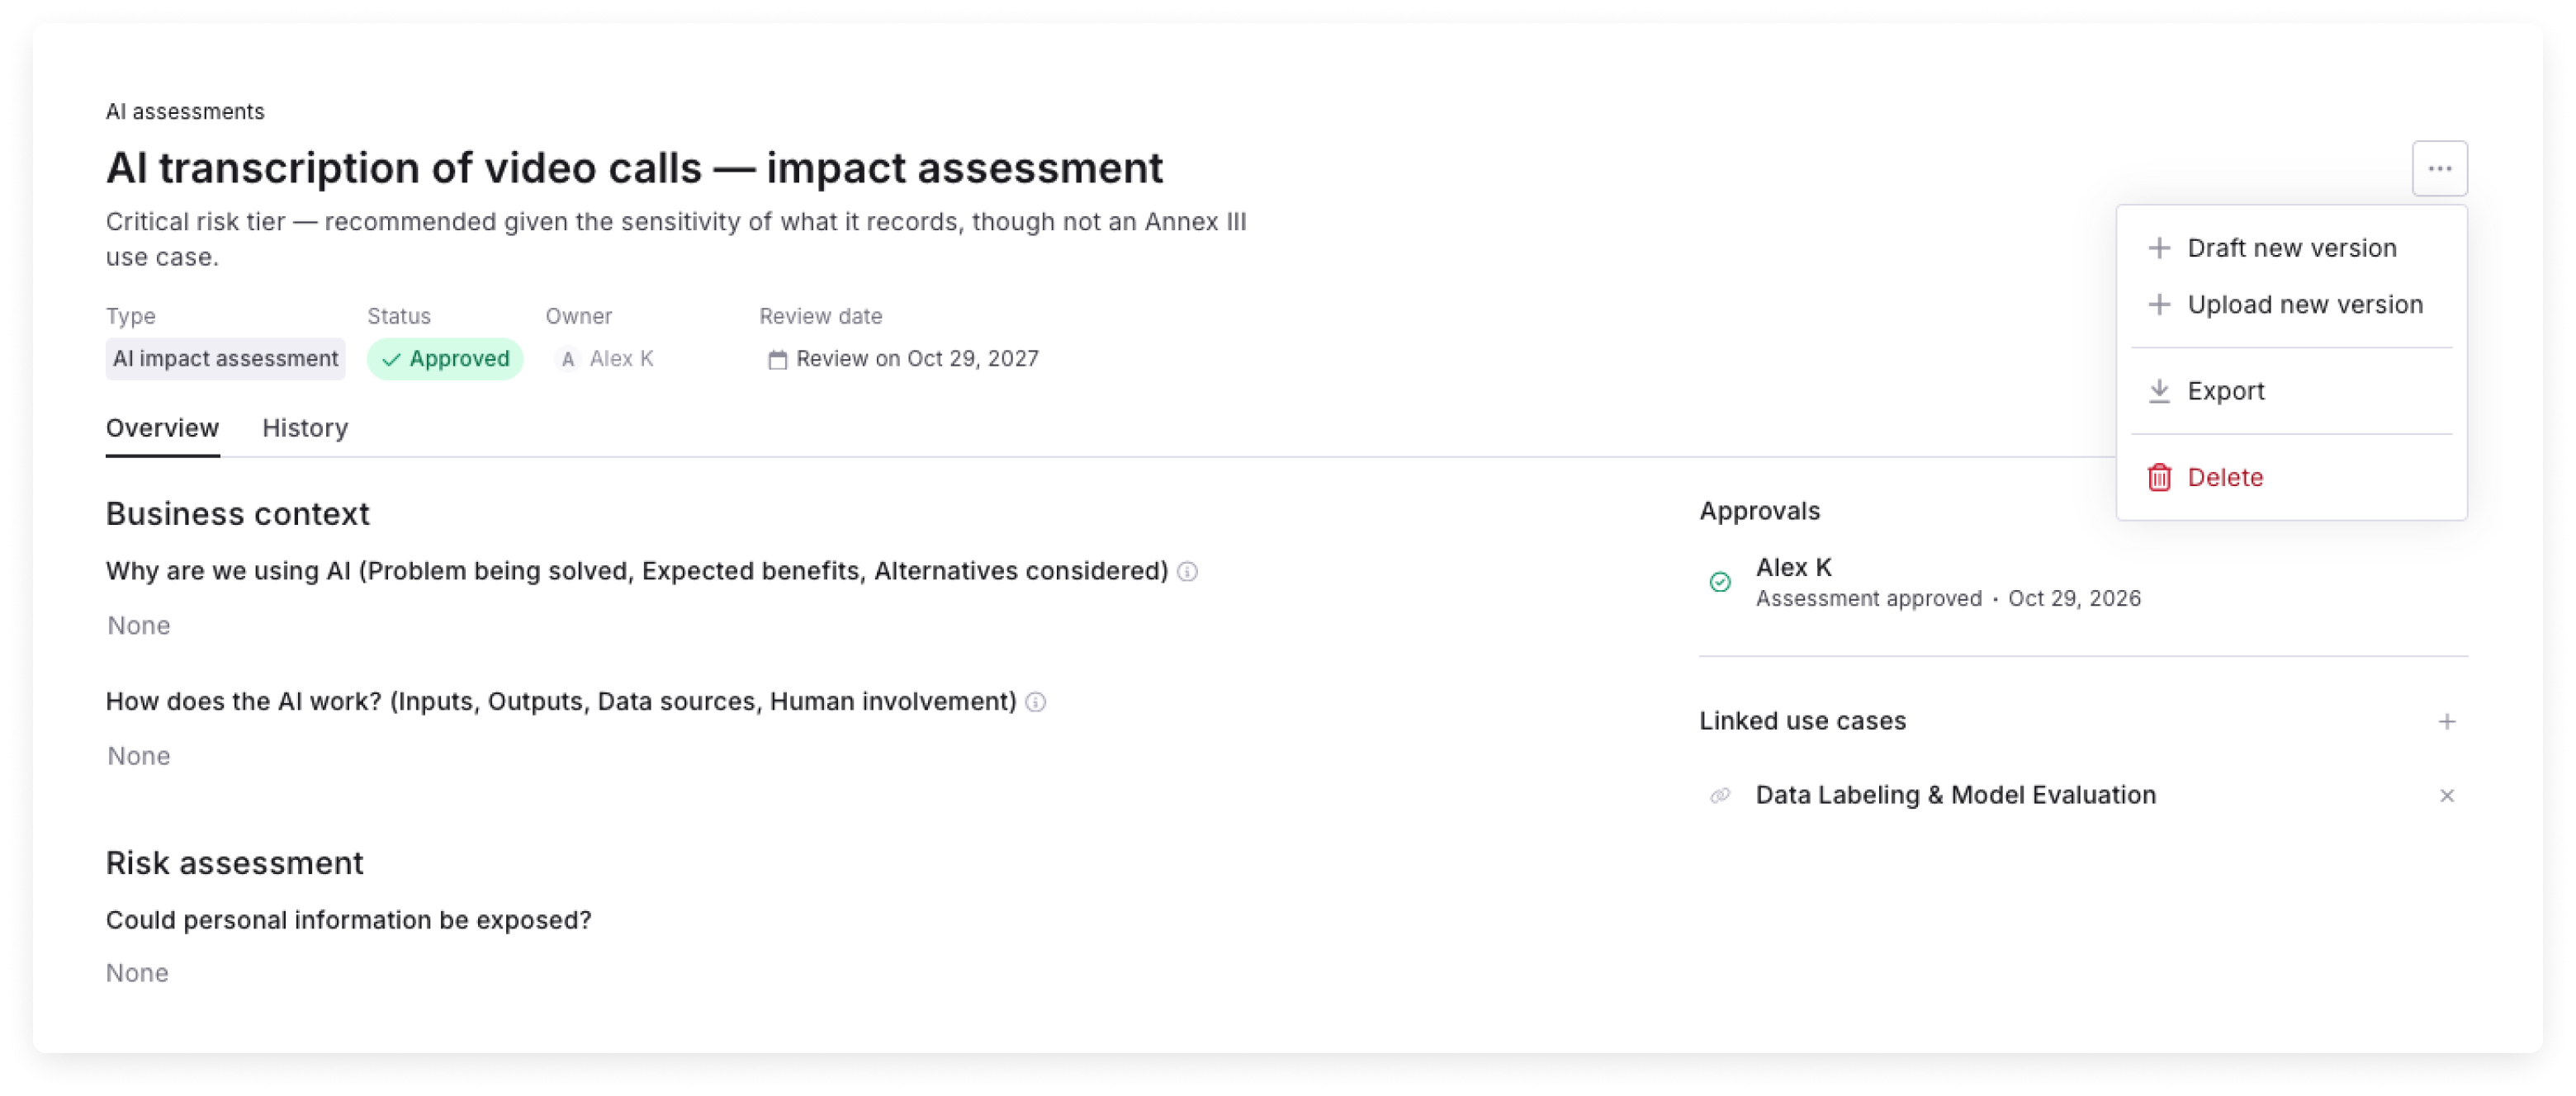 AI assessments
AI transcription of video calls — impact assessment
Critical risk tier — recommended given the sensitivity of what it records, though not an Annex III
use case.
Type
Status
Owner
Review date
AI impact assessment
Approved
A Alex K
Review on Oct 29, 2027
Draft new version
Upload new version
Export
Delete
Overview
History
Business context
Why are we using AI (Problem being solved, Expected benefits, Alternatives considered)
None
How does the AI work? (Inputs, Outputs, Data sources, Human involvement)
None
Risk assessment
Could personal information be exposed?
None
Approvals
Alex K
Assessment approved · Oct 29, 2026
Linked use cases
Data Labeling & Model Evaluation